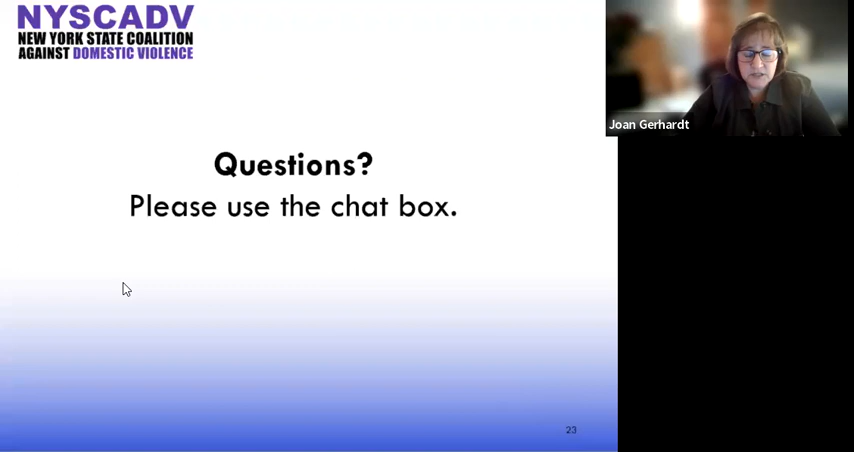 NYSCADV
NEW YORK STATE COALITION
AGAINST DOMESTIC VIOLENCE
Joan Gerhardt
Questions?
Please use the chat box.
23